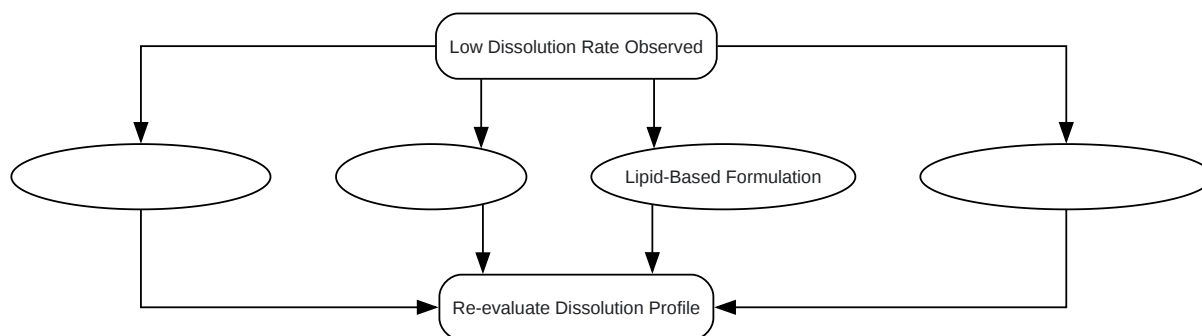 Low Dissolution Rate Observed
Lipid-Based Formulation
Re-evaluate Dissolution Profile